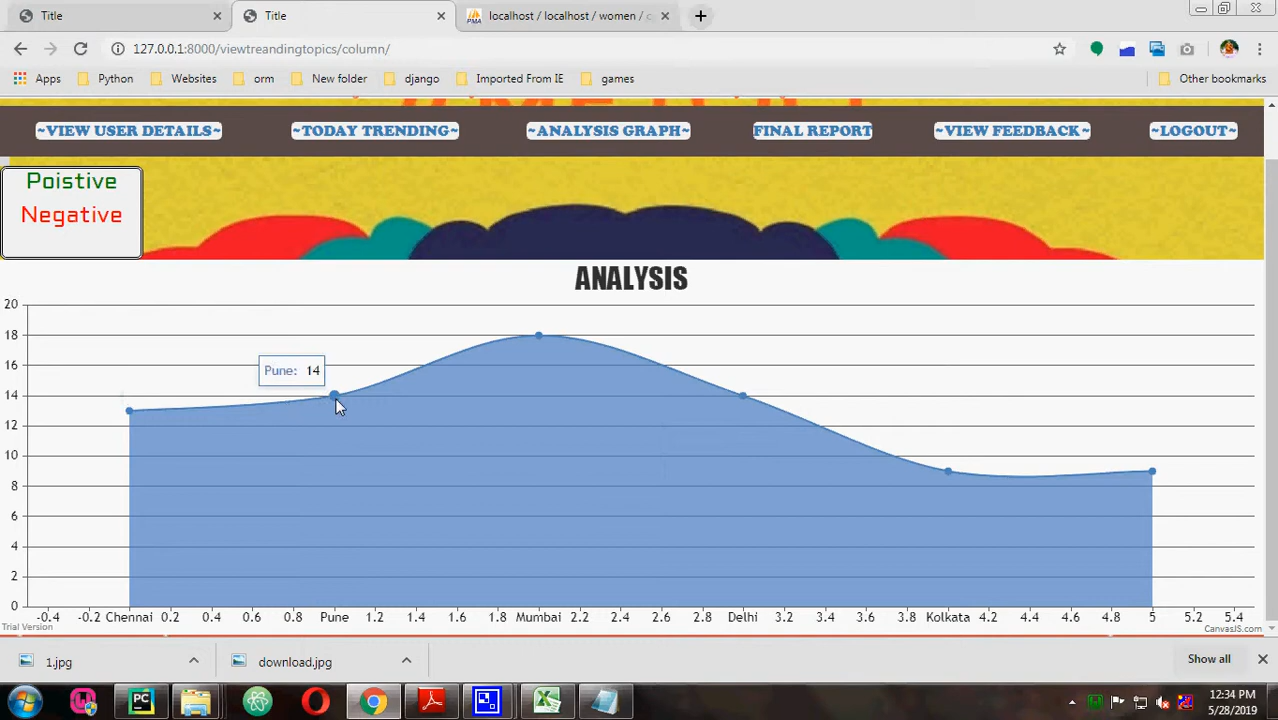 Title
Title
localhost / localhost / women / c
127.0.0.1:8000/viewtreandingtopics/column/
Apps Python Websites orm New folder django Imported From IE games Other bookmarks
~VIEW USER DETAILS~ ~TODAY TRENDING~ ~ANALYSIS GRAPH~ FINAL REPORT ~VIEW FEEDBACK~ ~LOGOUT~
Poistive
Negative
ANALYSIS
20
18
16
14
12
10
8
6
4
2
0
Pune: 14
-0.4 -0.2 Chennai 0.2 0.4 0.6 0.8 Pune 1.2 1.4 1.6 1.8 Mumbai 2.2 2.4 2.6 2.8 Delhi 3.2 3.4 3.6 3.8 Kolkata 4.2 4.4 4.6 4.8 5 5.2 5.4
Trial Version CanvasJS.com
1.jpg download.jpg Show all
PC
12:34 PM
5/28/2019